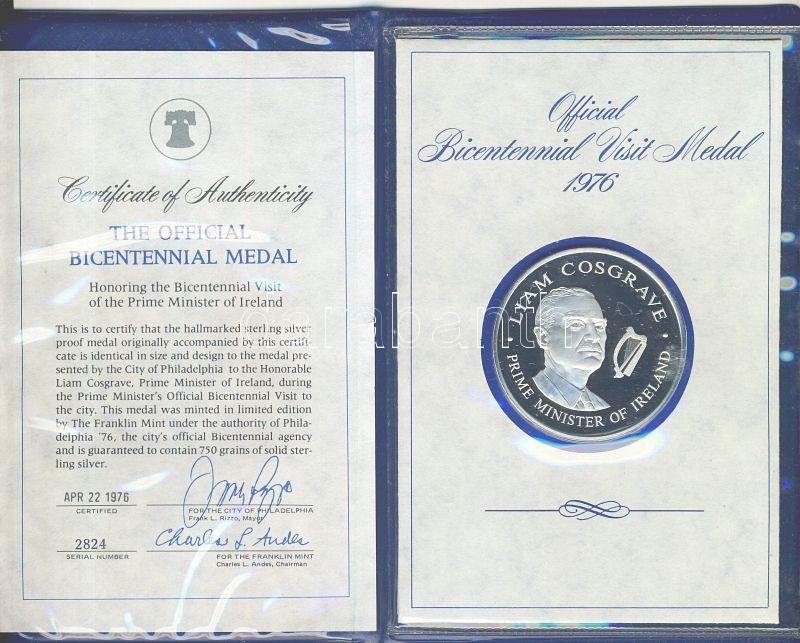 Certificate of Authenticity
THE OFFICIAL
BICENTENNIAL MEDAL
Honoring the Bicentennial Visit
of the Prime Minister of Ireland
This is to certify that the hallmarked sterling silver
proof medal originally accompanied by this certif-
icate is identical in size and design to the medal pre-
sented by the City of Philadelphia to the Honorable
Liam Cosgrave, Prime Minister of Ireland, during
the Prime Minister's Official Bicentennial Visit to
the city. This medal was minted in limited edition
by The Franklin Mint under the authority of Phila-
delphia '76, the city's official Bicentennial agency
and is guaranteed to contain 750 grains of solid ster-
ling silver.
APR 22 1976
CERTIFIED
FOR THE CITY OF PHILADELPHIA
Frank L. Rizzo, Mayor
2824
SERIAL NUMBER
Charles L. Andes
FOR THE FRANKLIN MINT
Charles L. Andes, Chairman
Official
Bicentennial Visit Medal
1976
LIAM COSGRAVE
PRIME MINISTER OF IRELAND